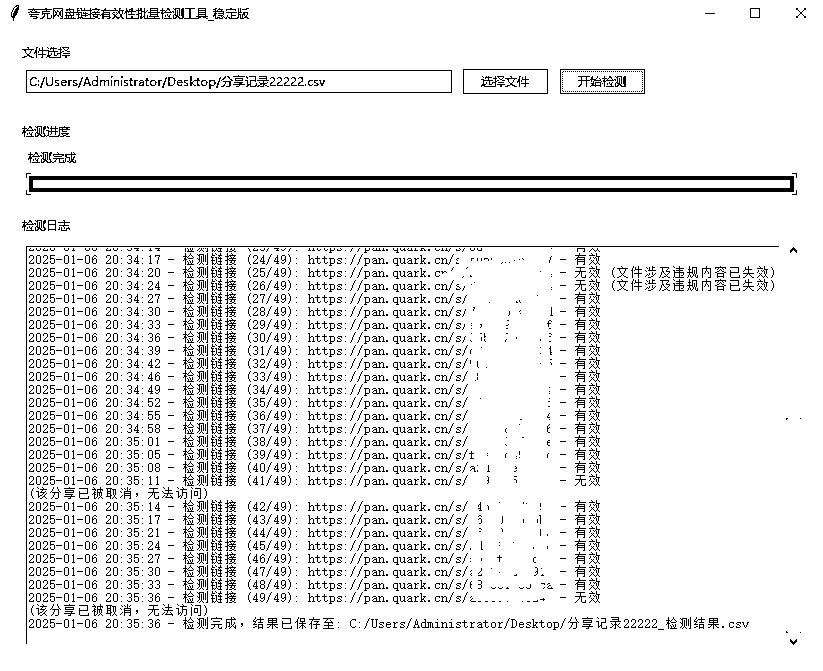 夸克网盘链接有效性批量检测工具_稳定版
文件选择
C:/Users/Administrator/Desktop/分享记录22222.csv
选择文件
开始检测
检测进度
检测完成
检测日志
2025-01-06 20:34:14 - 检测链接 (23/49): https://pan.quark.cn/s/ - 有效
2025-01-06 20:34:17 - 检测链接 (24/49): https://pan.quark.cn/s/ - 有效
2025-01-06 20:34:20 - 检测链接 (25/49): https://pan.quark.cn/ - 无效 (文件涉及违规内容已失效)
2025-01-06 20:34:24 - 检测链接 (26/49): https://pan.quark.cn/s/ - 无效 (文件涉及违规内容已失效)
2025-01-06 20:34:27 - 检测链接 (27/49): https://pan.quark.cn/s/ - 有效
2025-01-06 20:34:30 - 检测链接 (28/49): https://pan.quark.cn/s/ - 有效
2025-01-06 20:34:33 - 检测链接 (29/49): https://pan.quark.cn/s/ - 有效
2025-01-06 20:34:36 - 检测链接 (30/49): https://pan.quark.cn/s/ - 有效
2025-01-06 20:34:39 - 检测链接 (31/49): https://pan.quark.cn/s/ - 有效
2025-01-06 20:34:42 - 检测链接 (32/49): https://pan.quark.cn/s/ - 有效
2025-01-06 20:34:46 - 检测链接 (33/49): https://pan.quark.cn/s/ - 有效
2025-01-06 20:34:49 - 检测链接 (34/49): https://pan.quark.cn/s/ - 有效
2025-01-06 20:34:52 - 检测链接 (35/49): https://pan.quark.cn/s/ - 有效
2025-01-06 20:34:55 - 检测链接 (36/49): https://pan.quark.cn/s/ - 有效
2025-01-06 20:34:58 - 检测链接 (37/49): https://pan.quark.cn/s/ - 有效
2025-01-06 20:35:01 - 检测链接 (38/49): https://pan.quark.cn/s/ - 有效
2025-01-06 20:35:05 - 检测链接 (39/49): https://pan.quark.cn/s/ - 有效
2025-01-06 20:35:08 - 检测链接 (40/49): https://pan.quark.cn/s/ - 有效
2025-01-06 20:35:11 - 检测链接 (41/49): https://pan.quark.cn/s/ - 无效
(该分享已被取消，无法访问)
2025-01-06 20:35:14 - 检测链接 (42/49): https://pan.quark.cn/s/ - 有效
2025-01-06 20:35:17 - 检测链接 (43/49): https://pan.quark.cn/s/ - 有效
2025-01-06 20:35:21 - 检测链接 (44/49): https://pan.quark.cn/s/ - 有效
2025-01-06 20:35:24 - 检测链接 (45/49): https://pan.quark.cn/s/ - 有效
2025-01-06 20:35:27 - 检测链接 (46/49): https://pan.quark.cn/s/ - 有效
2025-01-06 20:35:30 - 检测链接 (47/49): https://pan.quark.cn/s/ - 有效
2025-01-06 20:35:33 - 检测链接 (48/49): https://pan.quark.cn/s/ - 有效
2025-01-06 20:35:36 - 检测链接 (49/49): https://pan.quark.cn/s/ - 无效
(该分享已被取消，无法访问)
2025-01-06 20:35:36 - 检测完成，结果已保存至: C:/Users/Administrator/Desktop/分享记录22222_检测结果.csv